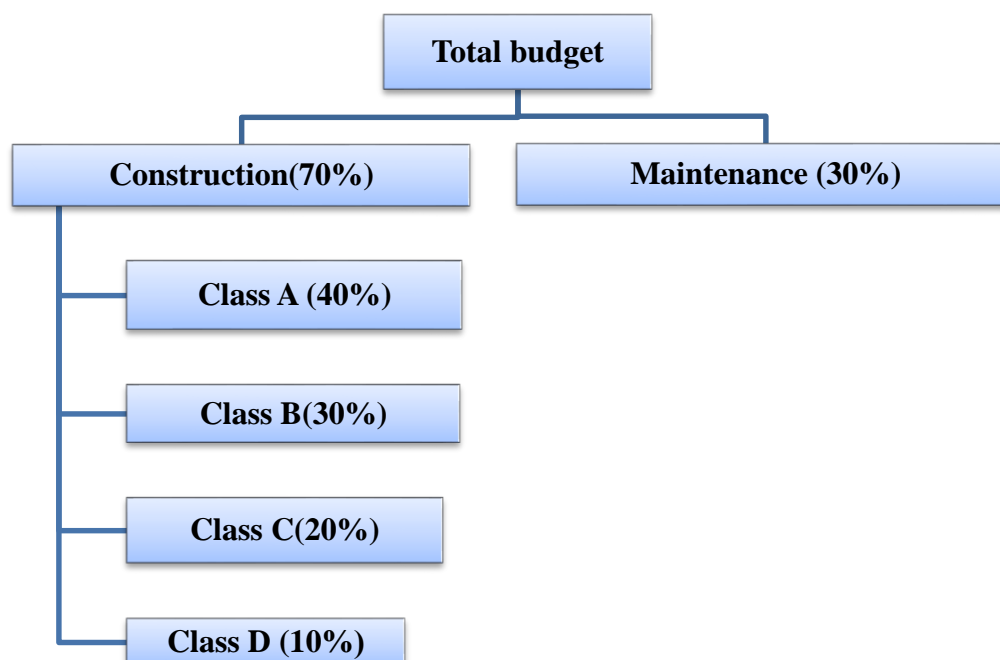 Total budget
Construction(70%)
Maintenance (30%)
Class A (40%)
Class B(30%)
Class C(20%)
Class D (10%)